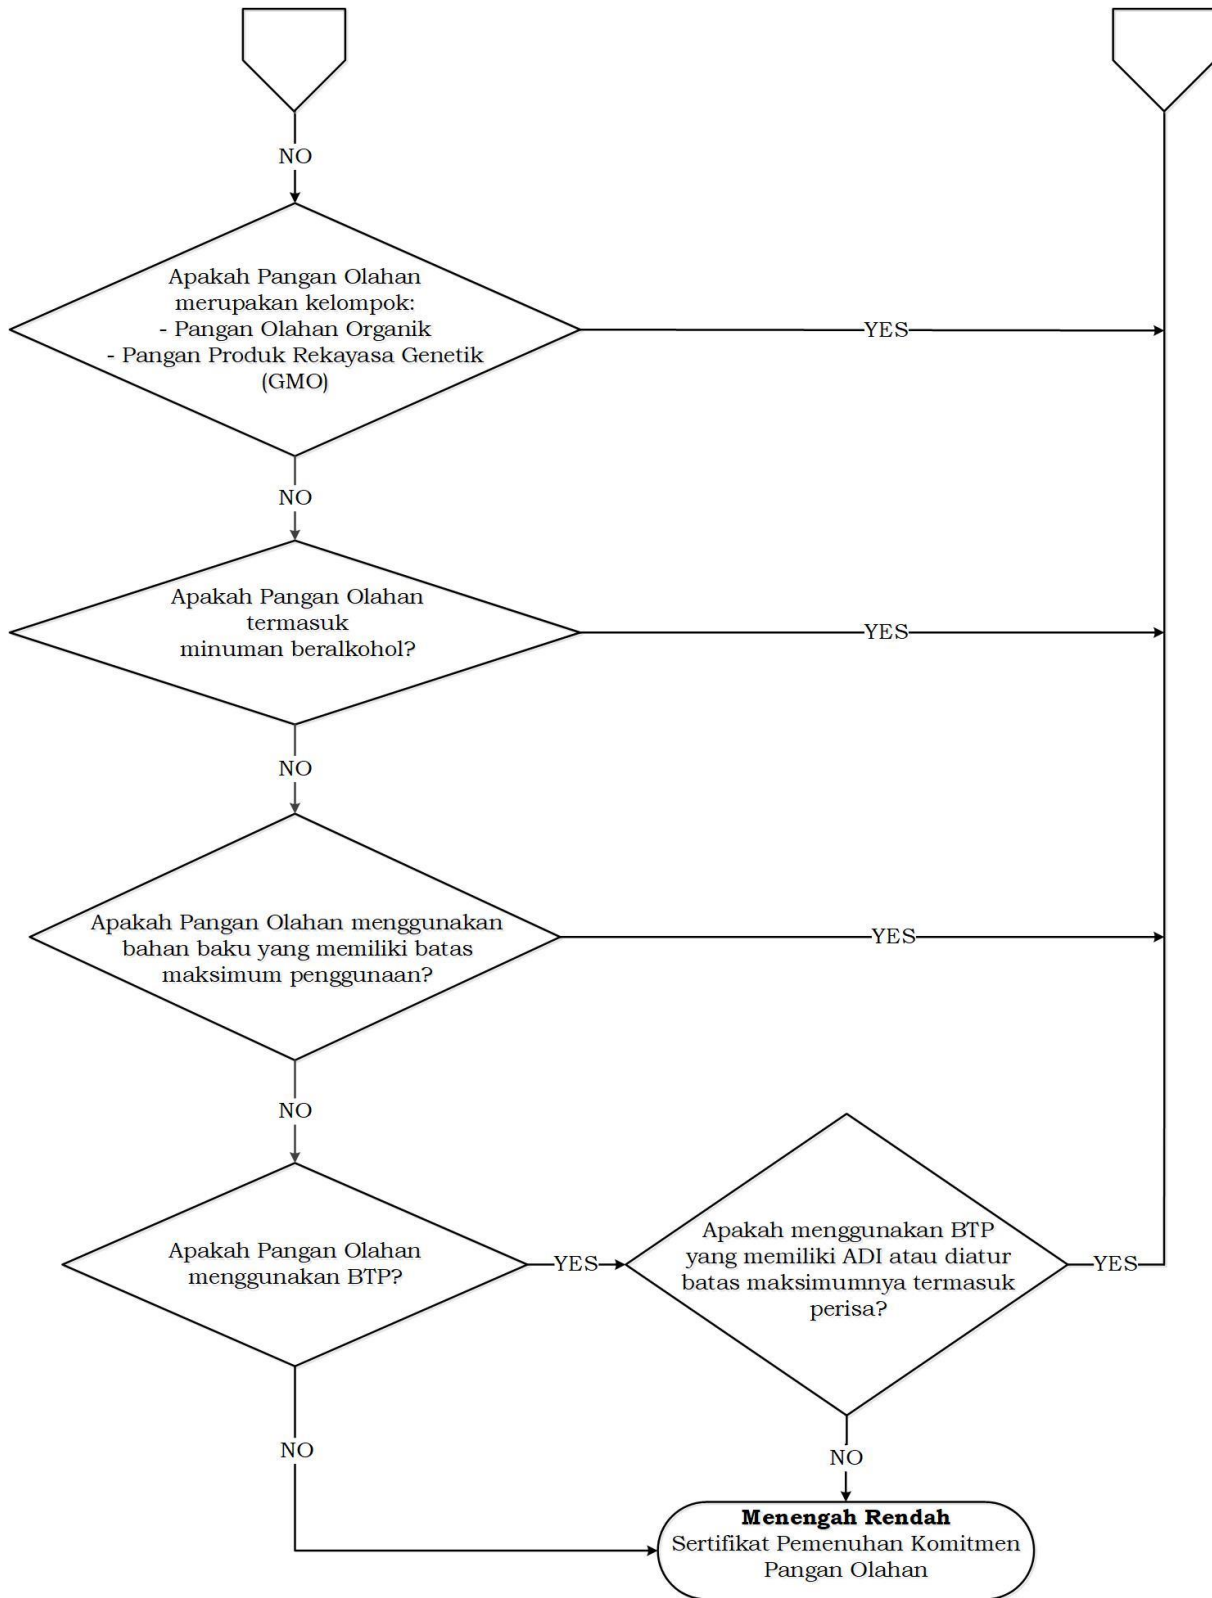 NO
Apakah Pangan Olahan
merupakan kelompok:
- Pangan Olahan Organik
- Pangan Produk Rekayasa Genetik
(GMO)
YES
NO
Apakah Pangan Olahan
termasuk
minuman beralkohol?
YES
NO
Apakah Pangan Olahan menggunakan
bahan baku yang memiliki batas
maksimum penggunaan?
YES
NO
Apakah Pangan Olahan
menggunakan BTP?
YES
Apakah menggunakan BTP
yang memiliki ADI atau diatur
batas maksimumnya termasuk
perisa?
YES
NO
NO
Menengah Rendah
Sertifikat Pemenuhan Komitmen
Pangan Olahan